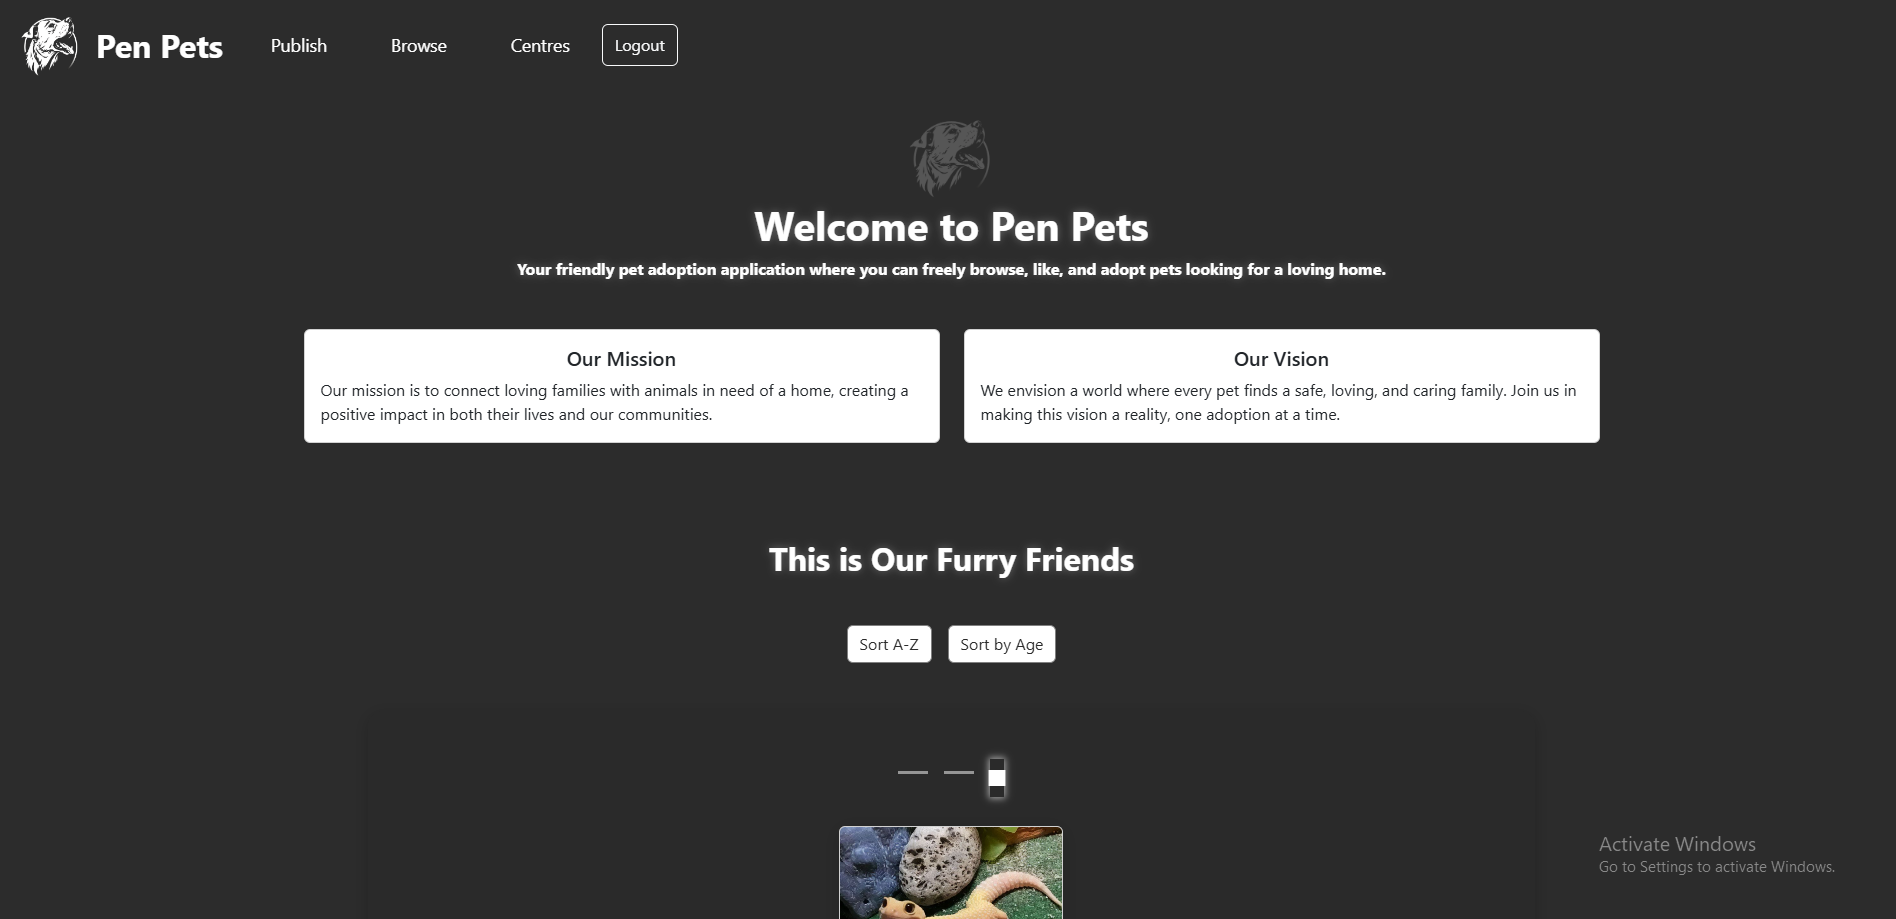 Pen Pets
Publish
Browse
Centres
Logout
Welcome to Pen Pets
Your friendly pet adoption application where you can freely browse, like, and adopt pets looking for a loving home.
Our Mission
Our mission is to connect loving families with animals in need of a home, creating a
positive impact in both their lives and our communities.
Our Vision
We envision a world where every pet finds a safe, loving, and caring family. Join us in
making this vision a reality, one adoption at a time.
This is Our Furry Friends
Sort A-Z
Sort by Age
Activate Windows
Go to Settings to activate Windows.